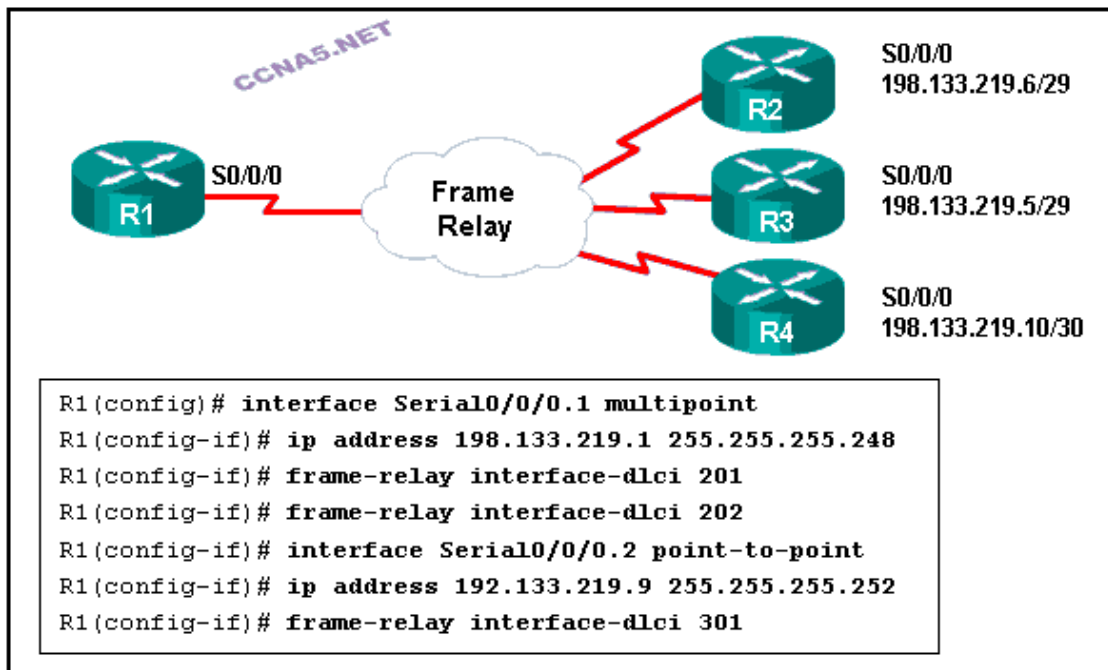 CCNA5.NET
S0/0/0
198.133.219.6/29
R2
S0/0/0
R1
Frame
Relay
S0/0/0
198.133.219.5/29
R3
S0/0/0
198.133.219.10/30
R4
R1(config)# interface Serial0/0/0.1 multipoint
R1(config-if)# ip address 198.133.219.1 255.255.255.248
R1(config-if)# frame-relay interface-dlci 201
R1(config-if)# frame-relay interface-dlci 202
R1(config-if)# interface Serial0/0/0.2 point-to-point
R1(config-if)# ip address 192.133.219.9 255.255.255.252
R1(config-if)# frame-relay interface-dlci 301